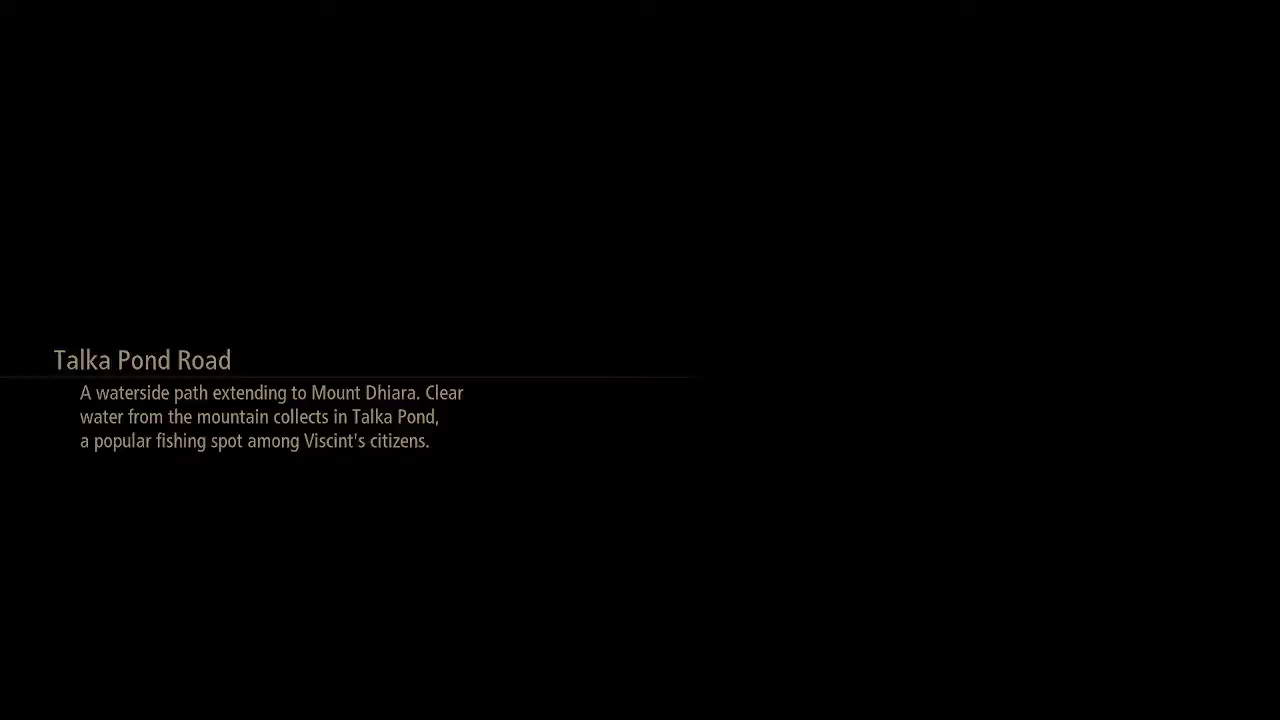 Talka Pond Road
A waterside path extending to Mount Dhiara. Clear
water from the mountain collects in Talka Pond,
a popular fishing spot among Viscint's citizens.